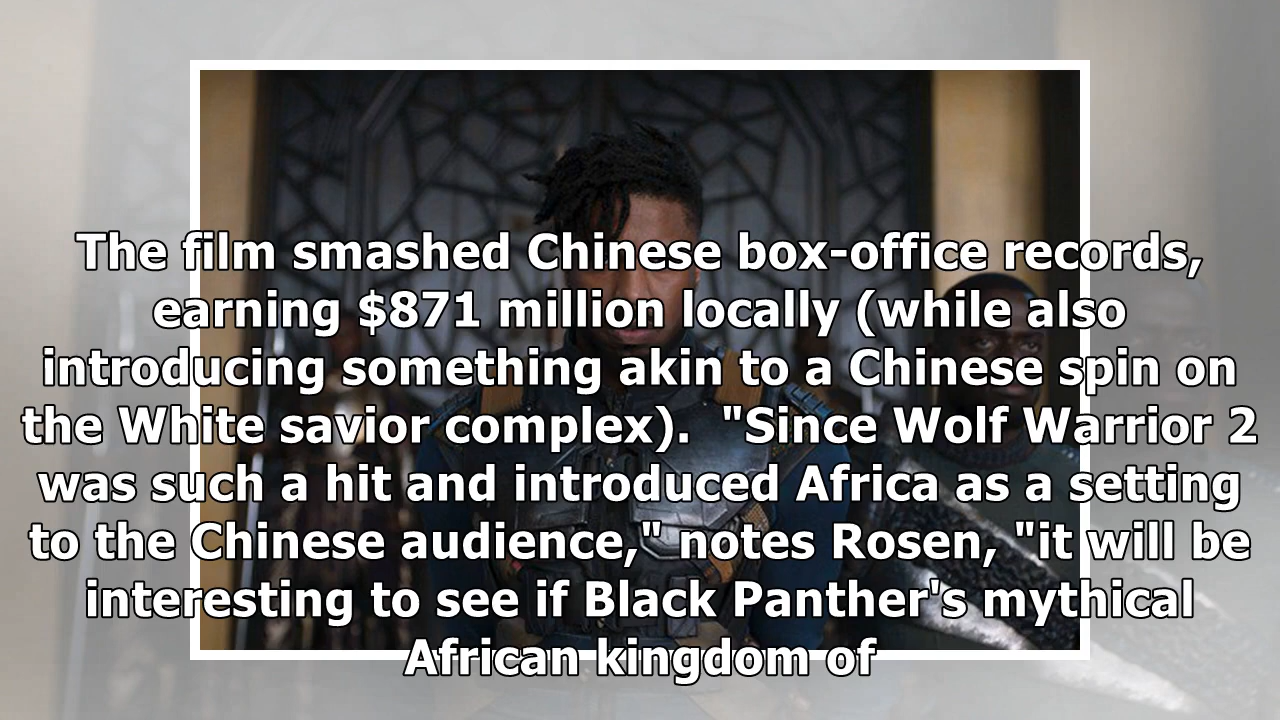 The film smashed Chinese box-office records,
earning $871 million locally (while also
introducing something akin to a Chinese spin on
the White savior complex).  "Since Wolf Warrior 2
was such a hit and introduced Africa as a setting
to the Chinese audience," notes Rosen, "it will be
interesting to see if Black Panther's mythical
African kingdom of